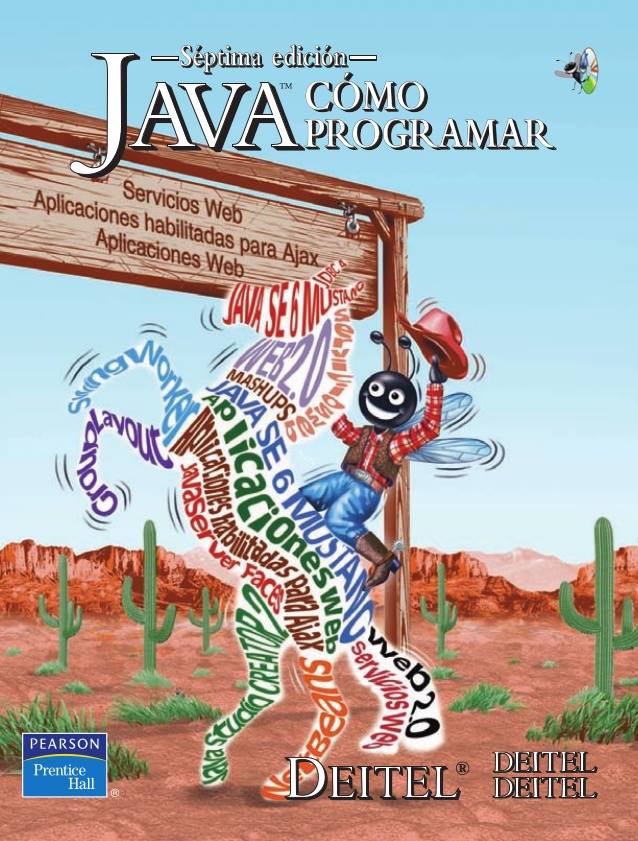 Séptima edición
JAVA™ CÓMO
PROGRAMAR
Servicios Web
Aplicaciones habilitadas para Ajax
Aplicaciones Web
JDBC 4
JAVA SE 6 MUSTANG
WEB 2.0
MASHUPS
JAVA SE 6 MUSTANG
Swing Worker
GroupLayout
Aplicaciones web
Aplicaciones habilitadas para Ajax
JavaServer Faces
Java Studio CREATOR 2
Web 2.0
servicios web
PEARSON
Prentice
Hall
®
DEITEL®
DEITEL
DEITEL